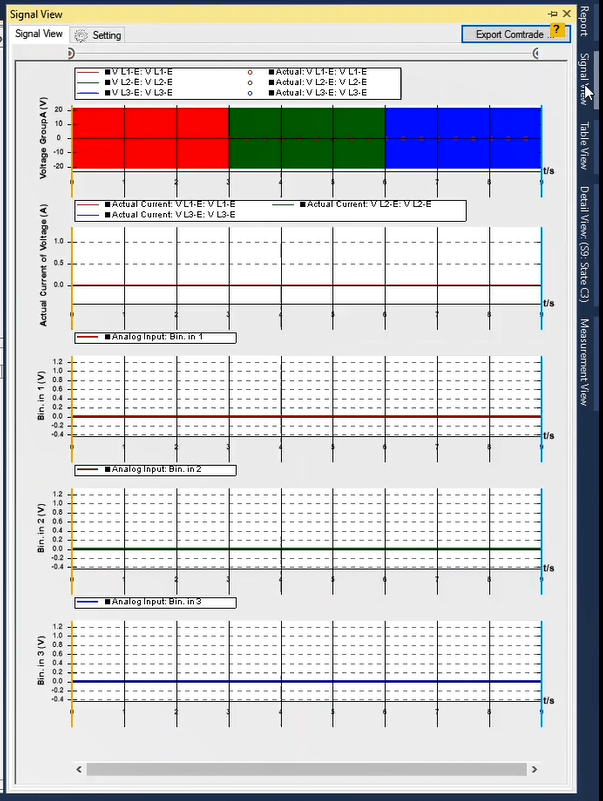 Signal View
Signal View Setting Export Comtrade ... ?
V L1-E: V L1-E Actual: V L1-E: V L1-E
V L2-E: V L2-E Actual: V L2-E: V L2-E
V L3-E: V L3-E Actual: V L3-E: V L3-E
Voltage GroupA (V)
20
10
0
-10
-20
t/s
0 1 2 3 4 5 6 7 8 9
Actual Current: V L1-E: V L1-E Actual Current: V L2-E: V L2-E
Actual Current: V L3-E: V L3-E
Actual Current of Voltage (A)
1.0
0.5
0.0
t/s
0 1 2 3 4 5 6 7 8 9
Analog Input: Bin. in 1
Bin. in 1 (V)
1.2
1.0
0.8
0.6
0.4
0.2
0.0
-0.2
-0.4
t/s
0 1 2 3 4 5 6 7 8 9
Analog Input: Bin. in 2
Bin. in 2 (V)
1.2
1.0
0.8
0.6
0.4
0.2
0.0
-0.2
-0.4
t/s
0 1 2 3 4 5 6 7 8 9
Analog Input: Bin. in 3
Bin. in 3 (V)
1.2
1.0
0.8
0.6
0.4
0.2
0.0
-0.2
-0.4
t/s
0 1 2 3 4 5 6 7 8 9
Report
Signal View
Table View
Detail View: (S9: State C3)
Measurement View